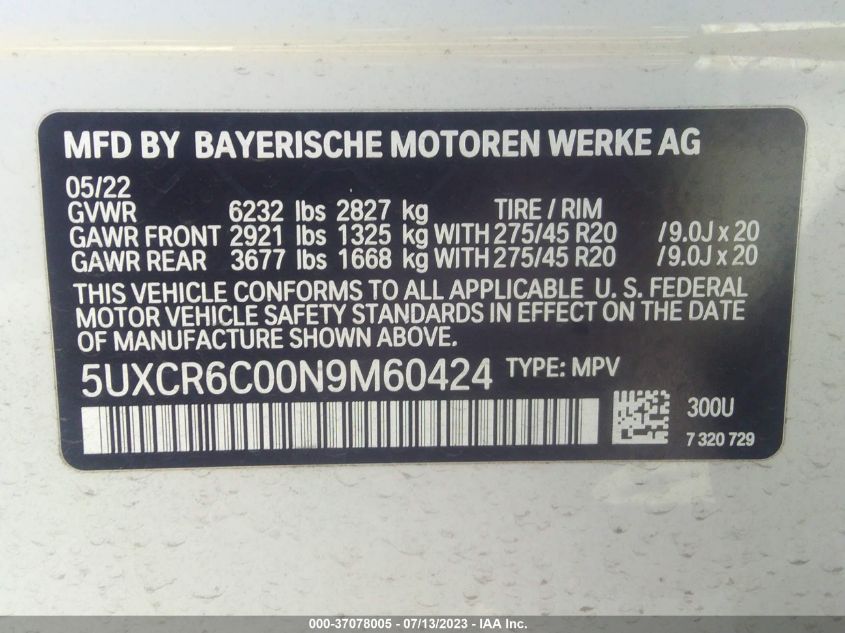 MFD BY BAYERISCHE MOTOREN WERKE AG
05/22
GVWR 6232 lbs 2827 kg TIRE / RIM
GAWR FRONT 2921 lbs 1325 kg WITH 275/45 R20 /9.0J x 20
GAWR REAR 3677 lbs 1668 kg WITH 275/45 R20 /9.0J x 20
THIS VEHICLE CONFORMS TO ALL APPLICABLE U. S. FEDERAL
MOTOR VEHICLE SAFETY STANDARDS IN EFFECT ON THE DATE
OF MANUFACTURE SHOWN ABOVE.
5UXCR6C00N9M60424 TYPE: MPV
300U
7 320 729
000-37078005 - 07/13/2023 - IAA Inc.